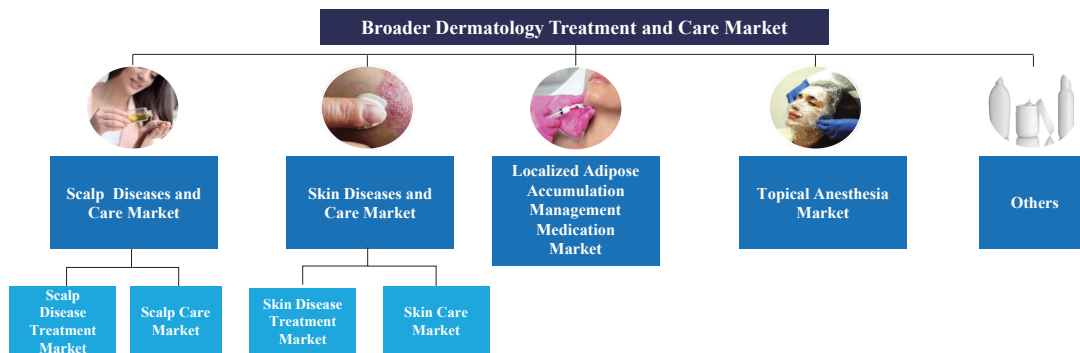 Broader Dermatology Treatment and Care Market
Scalp Diseases and
Care Market
Skin Diseases and
Care Market
Localized Adipose
Accumulation
Management
Medication
Market
Topical Anesthesia
Market
Others
Scalp
Disease
Treatment
Market
Scalp Care
Market
Skin Disease
Treatment
Market
Skin Care
Market